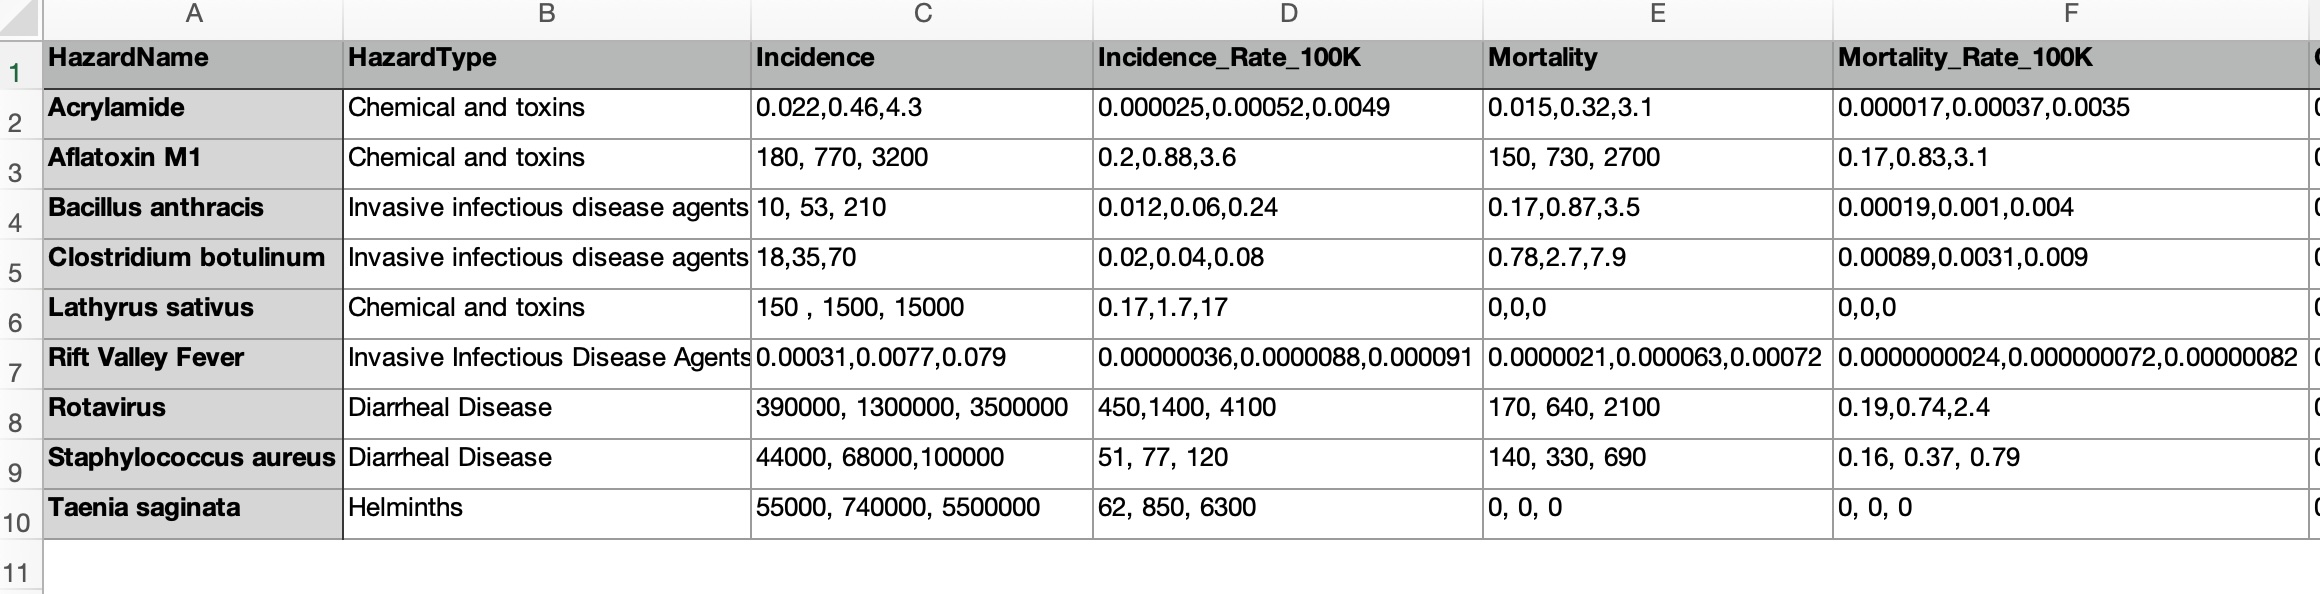 A B C D E F
1 HazardName HazardType Incidence Incidence_Rate_100K Mortality Mortality_Rate_100K
2 Acrylamide Chemical and toxins 0.022,0.46,4.3 0.000025,0.00052,0.0049 0.015,0.32,3.1 0.000017,0.00037,0.0035
3 Aflatoxin M1 Chemical and toxins 180, 770, 3200 0.2,0.88,3.6 150, 730, 2700 0.17,0.83,3.1
4 Bacillus anthracis Invasive infectious disease agents 10, 53, 210 0.012,0.06,0.24 0.17,0.87,3.5 0.00019,0.001,0.004
5 Clostridium botulinum Invasive infectious disease agents 18,35,70 0.02,0.04,0.08 0.78,2.7,7.9 0.00089,0.0031,0.009
6 Lathyrus sativus Chemical and toxins 150 , 1500, 15000 0.17,1.7,17 0,0,0 0,0,0
7 Rift Valley Fever Invasive Infectious Disease Agents 0.00031,0.0077,0.079 0.00000036,0.0000088,0.000091 0.0000021,0.000063,0.00072 0.0000000024,0.000000072,0.00000082
8 Rotavirus Diarrheal Disease 390000, 1300000, 3500000 450,1400, 4100 170, 640, 2100 0.19,0.74,2.4
9 Staphylococcus aureus Diarrheal Disease 44000, 68000,100000 51, 77, 120 140, 330, 690 0.16, 0.37, 0.79
10 Taenia saginata Helminths 55000, 740000, 5500000 62, 850, 6300 0, 0, 0 0, 0, 0
11